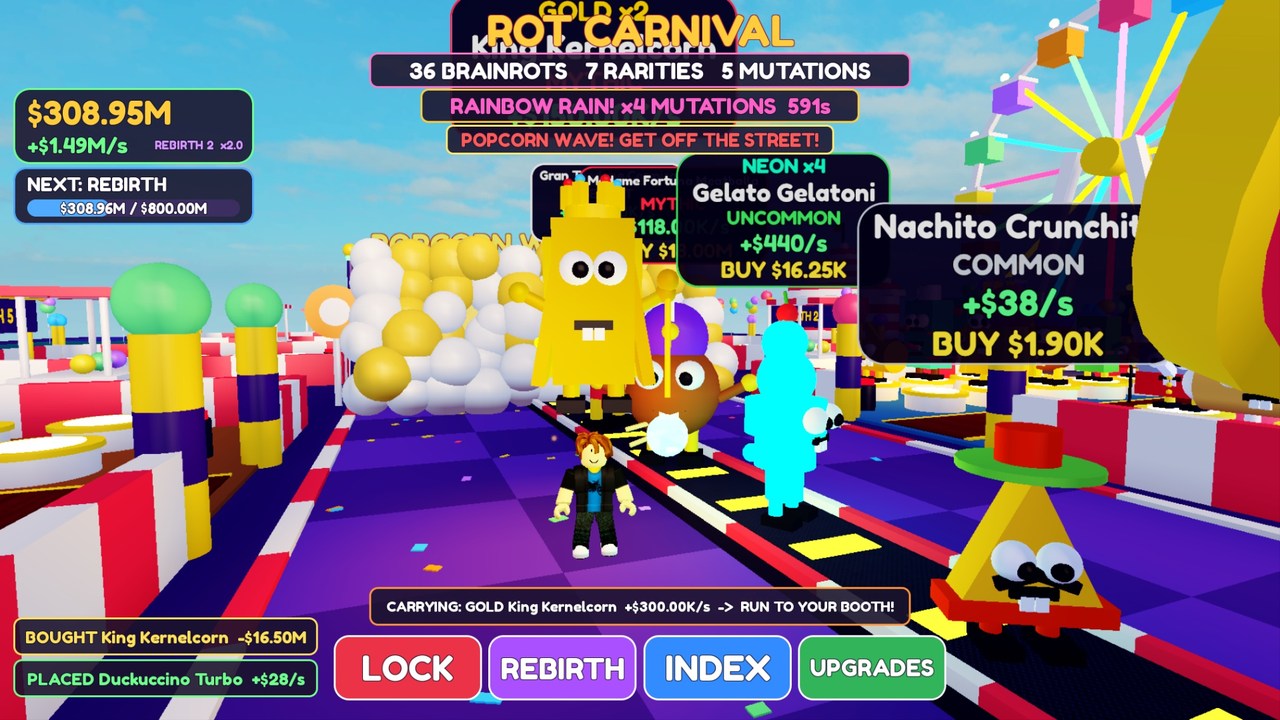 GOLD x2
ROT CARNIVAL
King Kernelcorn
36 BRAINROTS 7 RARITIES 5 MUTATIONS
RAINBOW RAIN! x4 MUTATIONS 591s
POPCORN WAVE! GET OFF THE STREET!
$308.95M
+$1.49M/s REBIRTH 2 x2.0
NEXT: REBIRTH
$308.96M / $800.00M
NEON x4
Gelato Gelatoni
UNCOMMON
+$440/s
BUY $16.25K
Nachito Crunchit
COMMON
+$38/s
BUY $1.90K
CARRYING: GOLD King Kernelcorn +$300.00K/s -> RUN TO YOUR BOOTH!
BOUGHT King Kernelcorn -$16.50M
PLACED Duckuccino Turbo +$28/s
LOCK
REBIRTH
INDEX
UPGRADES